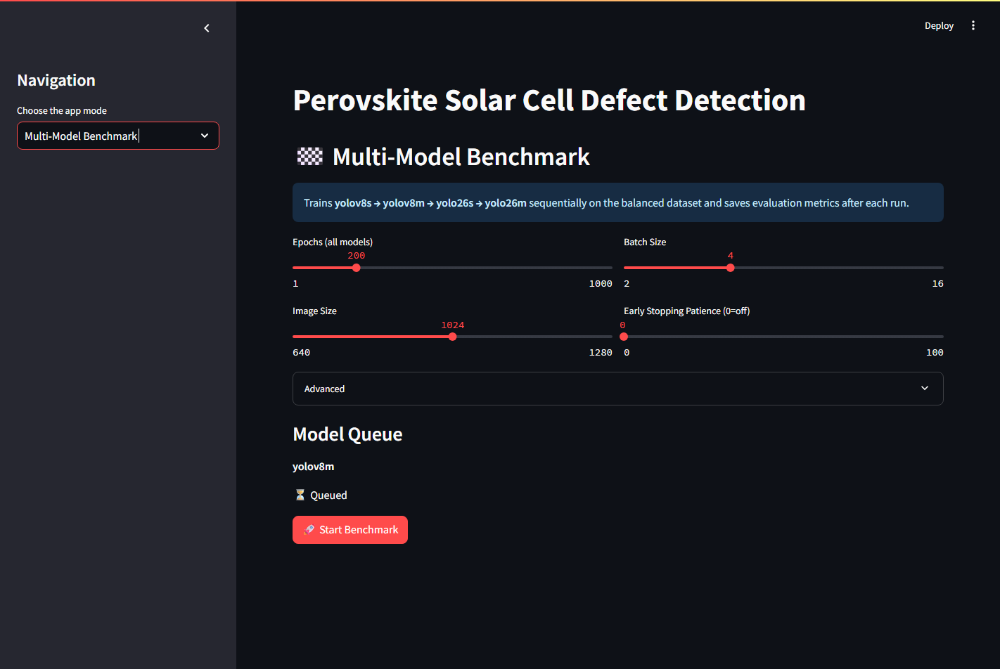 Deploy
Navigation
Choose the app mode
Multi-Model Benchmark
Perovskite Solar Cell Defect Detection
Multi-Model Benchmark
Trains yolov8s → yolov8m → yolo26s → yolo26m sequentially on the balanced dataset and saves evaluation metrics after each run.
Epochs (all models)
200
1 1000
Batch Size
4
2 16
Image Size
1024
640 1280
Early Stopping Patience (0=off)
0
0 100
Advanced
Model Queue
yolov8m
⏳ Queued
🚀 Start Benchmark